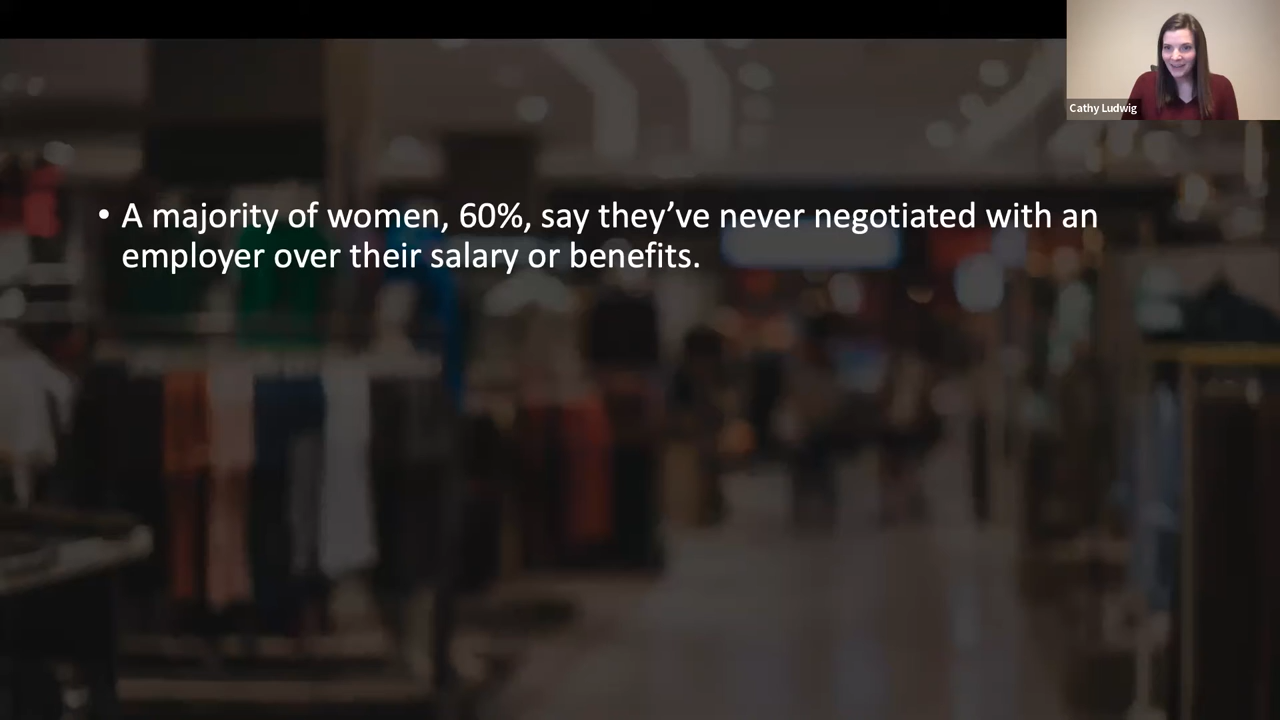 Cathy Ludwig
• A majority of women, 60%, say they’ve never negotiated with an
employer over their salary or benefits.